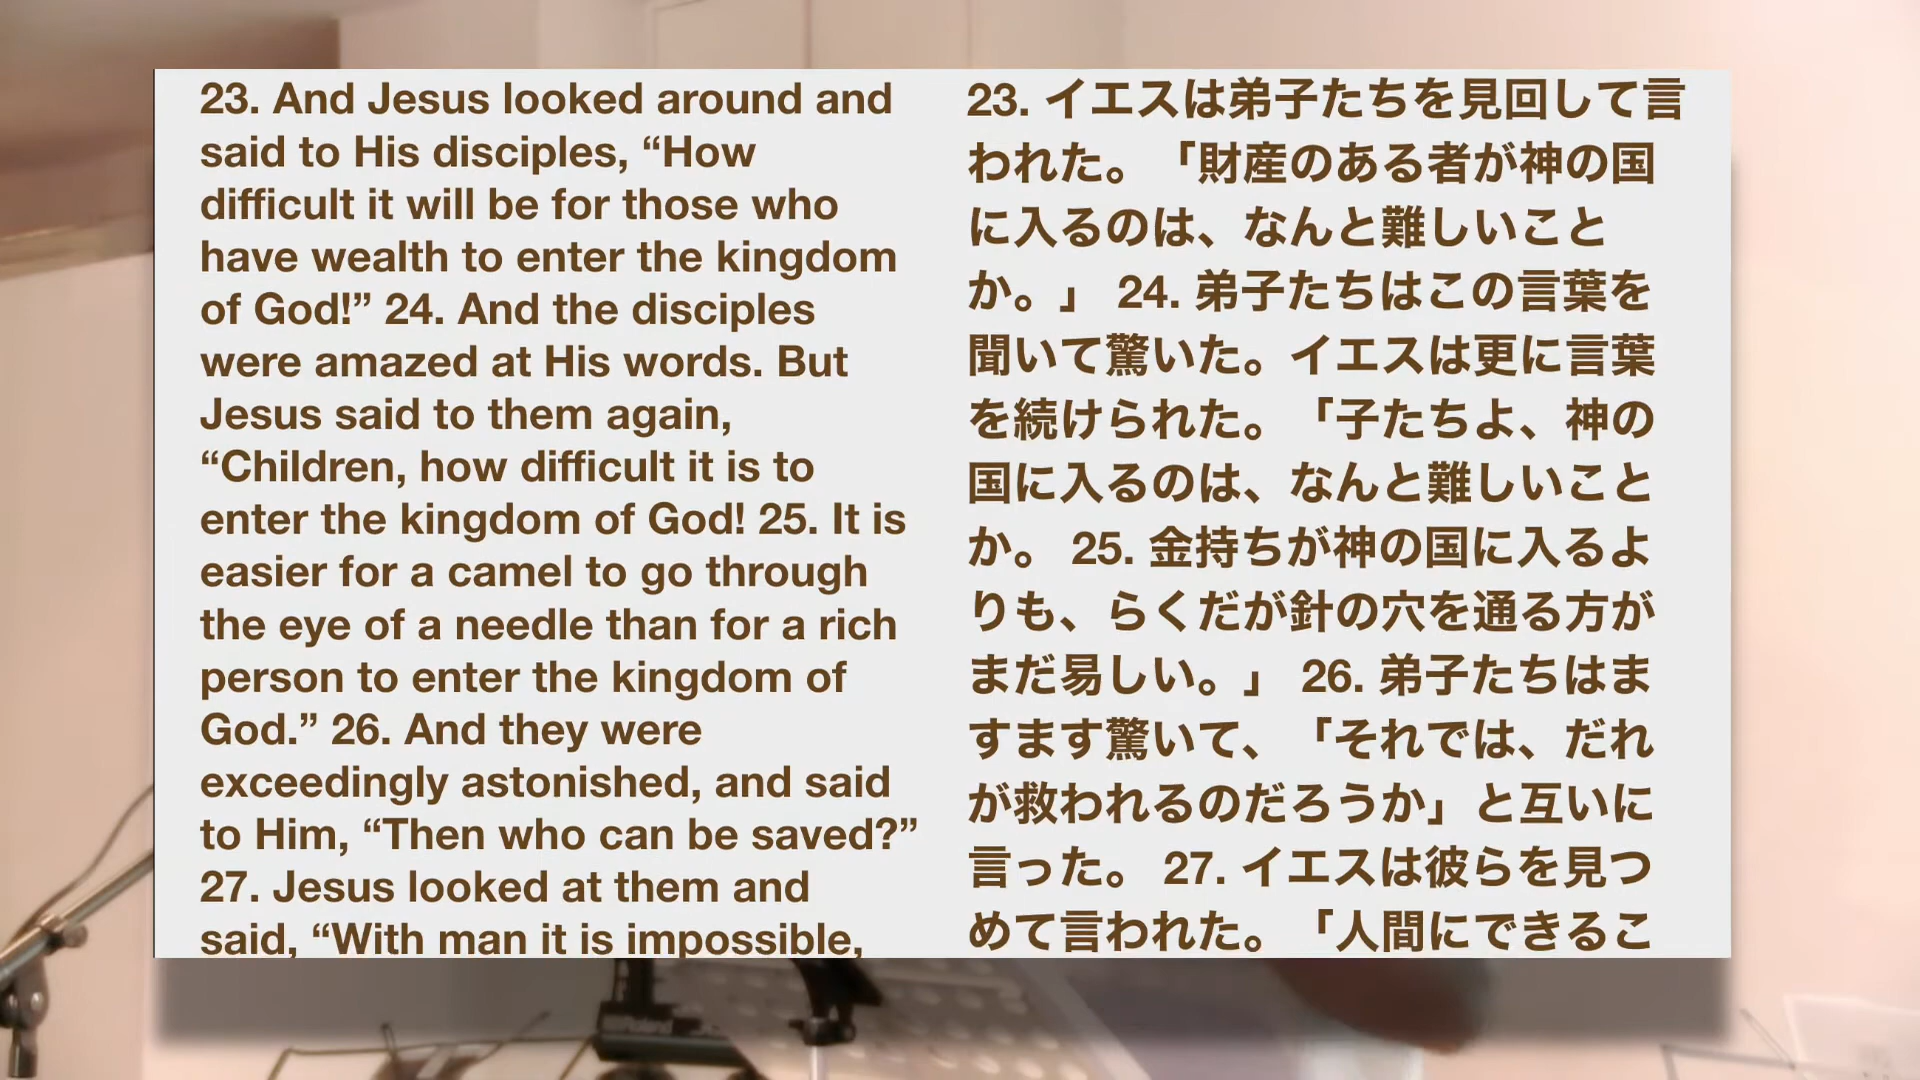 23. And Jesus looked around and
said to His disciples, “How
difficult it will be for those who
have wealth to enter the kingdom
of God!” 24. And the disciples
were amazed at His words. But
Jesus said to them again,
“Children, how difficult it is to
enter the kingdom of God! 25. It is
easier for a camel to go through
the eye of a needle than for a rich
person to enter the kingdom of
God.” 26. And they were
exceedingly astonished, and said
to Him, “Then who can be saved?”
27. Jesus looked at them and
said, “With man it is impossible,
23. イエスは弟子たちを見回して言
われた。「財産のある者が神の国
に入るのは、なんと難しいこと
か。」 24. 弟子たちはこの言葉を
聞いて驚いた。イエスは更に言葉
を続けられた。「子たちよ、神の
国に入るのは、なんと難しいこと
か。 25. 金持ちが神の国に入るよ
りも、らくだが針の穴を通る方が
まだ易しい。」 26. 弟子たちはま
すます驚いて、「それでは、だれ
が救われるのだろうか」と互いに
言った。 27. イエスは彼らを見つ
めて言われた。「人間にできるこ
Roland